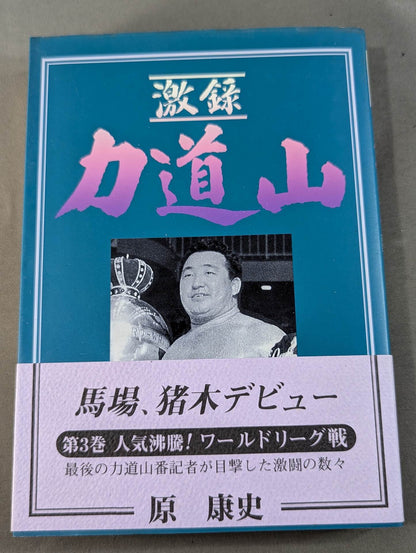 激録
力道山
馬場、猪木デビュー
第3巻 人気沸騰！ワールドリーグ戦
最後の力道山番記者が目撃した激闘の数々
原 康史